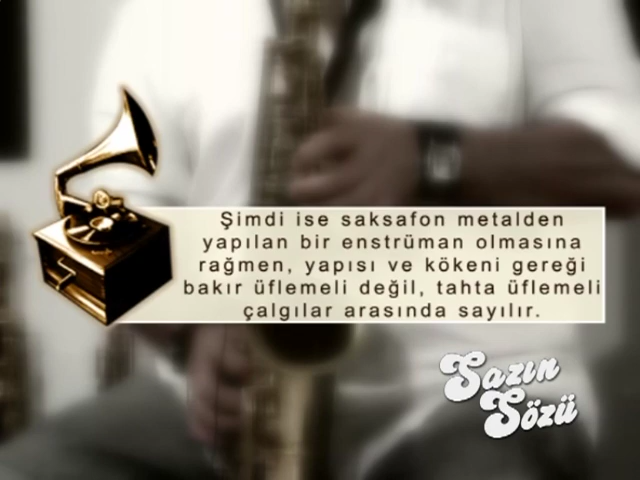 Şimdi ise saksafon metalden
yapılan bir enstrüman olmasına
rağmen, yapısı ve kökeni gereği
bakır üflemeli değil, tahta üflemeli
çalgılar arasında sayılır.
Sazın
Sözü